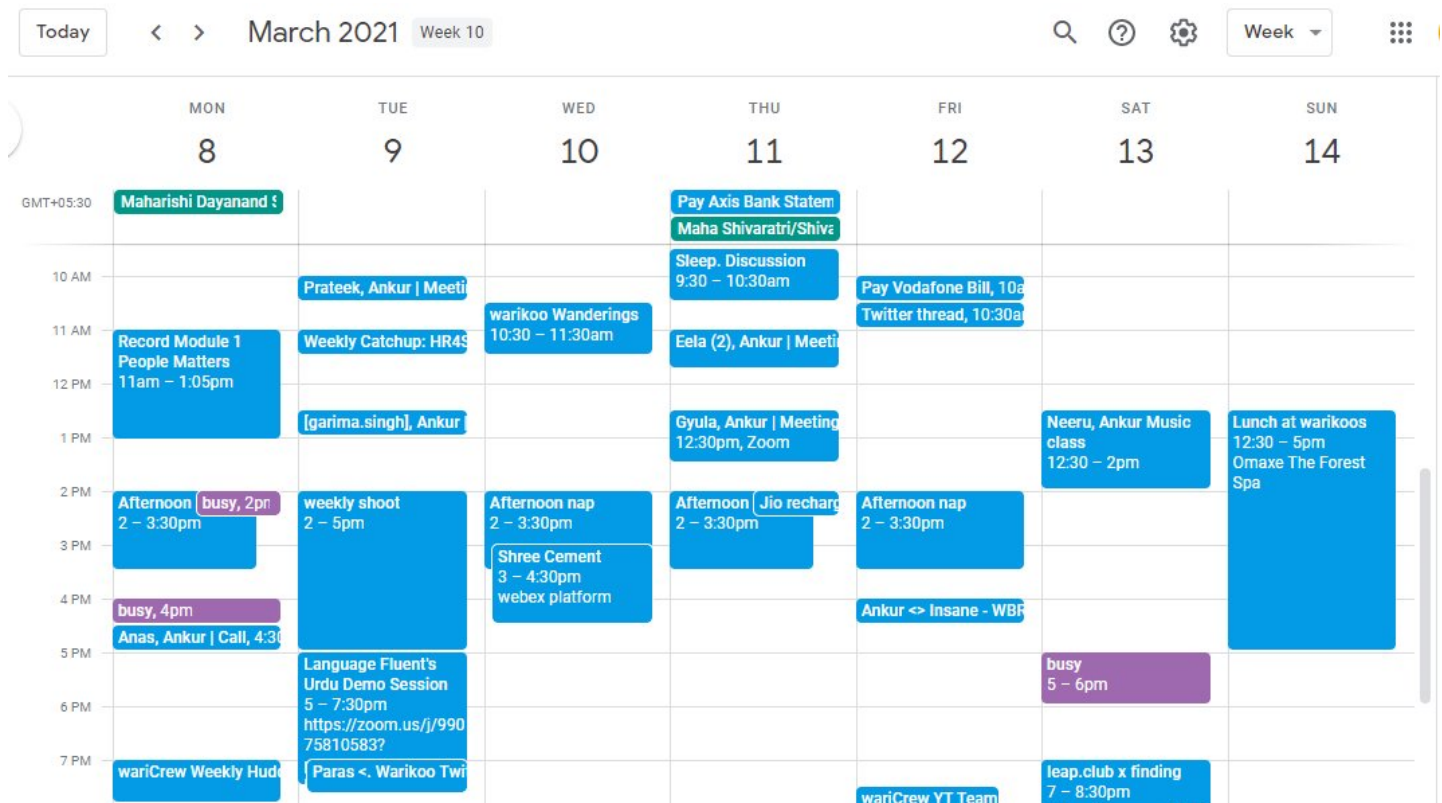 Today
March 2021
Week 10
Week
MON
TUE
WED
THU
FRI
SAT
SUN
8
9
10
11
12
13
14
GMT+05:30
Maharishi Dayanand S
Pay Axis Bank Statem
Maha Shivaratri/Shiva
10 AM
11 AM
12 PM
1 PM
2 PM
3 PM
4 PM
5 PM
6 PM
7 PM
Record Module 1
People Matters
11am – 1:05pm
Afternoon
2 – 3:30pm
busy, 2pm
busy, 4pm
Anas, Ankur | Call, 4:30
wariCrew Weekly Hudd
Prateek, Ankur | Meeti
Weekly Catchup: HR4S
[garima.singh], Ankur |
weekly shoot
2 – 5pm
Language Fluent's
Urdu Demo Session
5 – 7:30pm
https://zoom.us/j/990
75810583?
Paras <. Warikoo Twi
warikoo Wanderings
10:30 – 11:30am
Afternoon nap
2 – 3:30pm
Shree Cement
3 – 4:30pm
webex platform
Sleep. Discussion
9:30 – 10:30am
Eela (2), Ankur | Meeti
Gyula, Ankur | Meeting
12:30pm, Zoom
Afternoon
2 – 3:30pm
Jio recharg
Pay Vodafone Bill, 10a
Twitter thread, 10:30a
Afternoon nap
2 – 3:30pm
Ankur <> Insane - WBR
wariCrew YT Team
Neeru, Ankur Music
class
12:30 – 2pm
busy
5 – 6pm
leap.club x finding
7 – 8:30pm
Lunch at warikoos
12:30 – 5pm
Omaxe The Forest
Spa